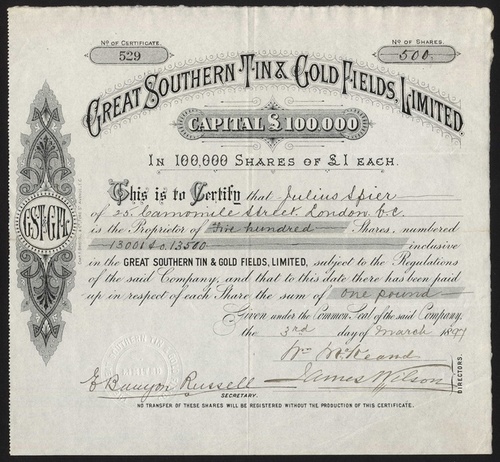 No OF CERTIFICATE.
529
No OF SHARES.
500
GREAT SOUTHERN TIN & GOLD FIELDS, LIMITED.
CAPITAL £100,000
IN 100,000 SHARES OF £1 EACH.
This is to Certify that Julius Spier
of 25 Camomile Street, London E.C.
is the Proprietor of Five hundred Shares, numbered
13001 to 13500 inclusive
in the GREAT SOUTHERN TIN & GOLD FIELDS, LIMITED, subject to the Regulations
of the said Company, and that to this date there has been paid
up in respect of each Share the sum of One pound
Given under the Common Seal of the said Company,
the 3rd day of March
James Wilson
DIRECTORS.
E Bunyon Russell
SECRETARY.
NO TRANSFER OF THESE SHARES WILL BE REGISTERED WITHOUT THE PRODUCTION OF THIS CERTIFICATE.